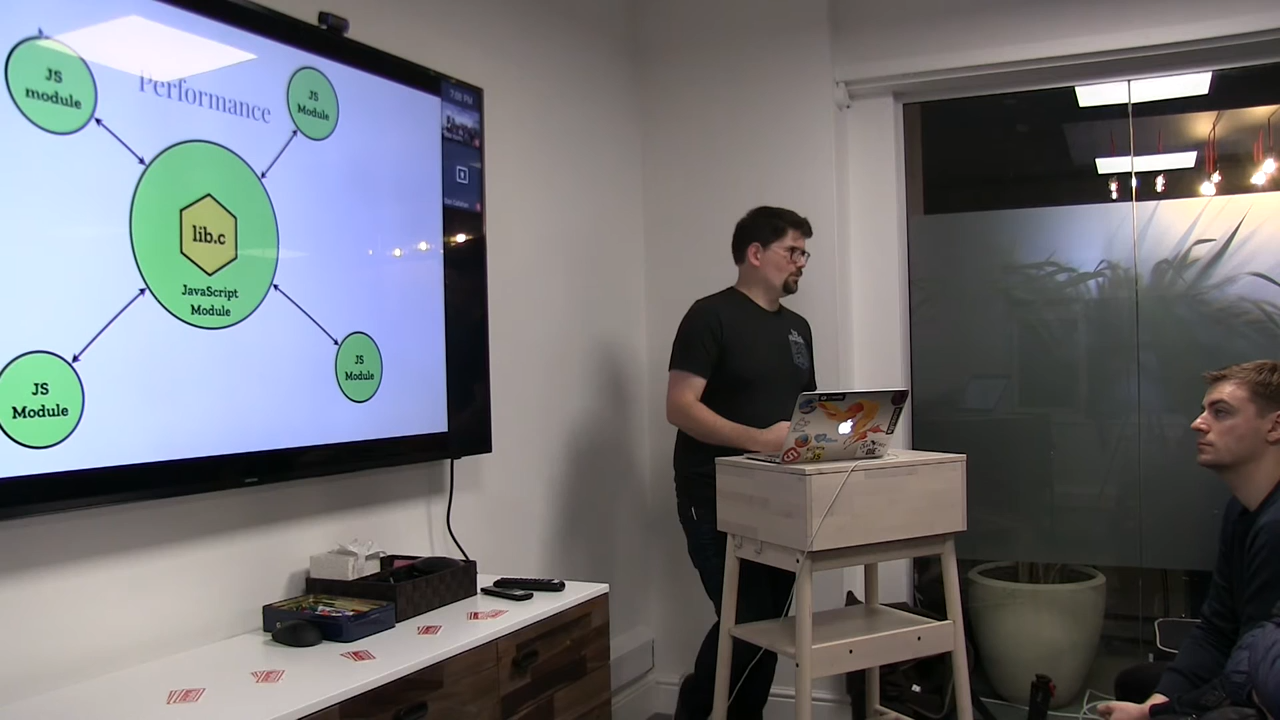 Performance
JS
module
JS
Module
lib.c
JavaScript
Module
JS
Module
JS
Module